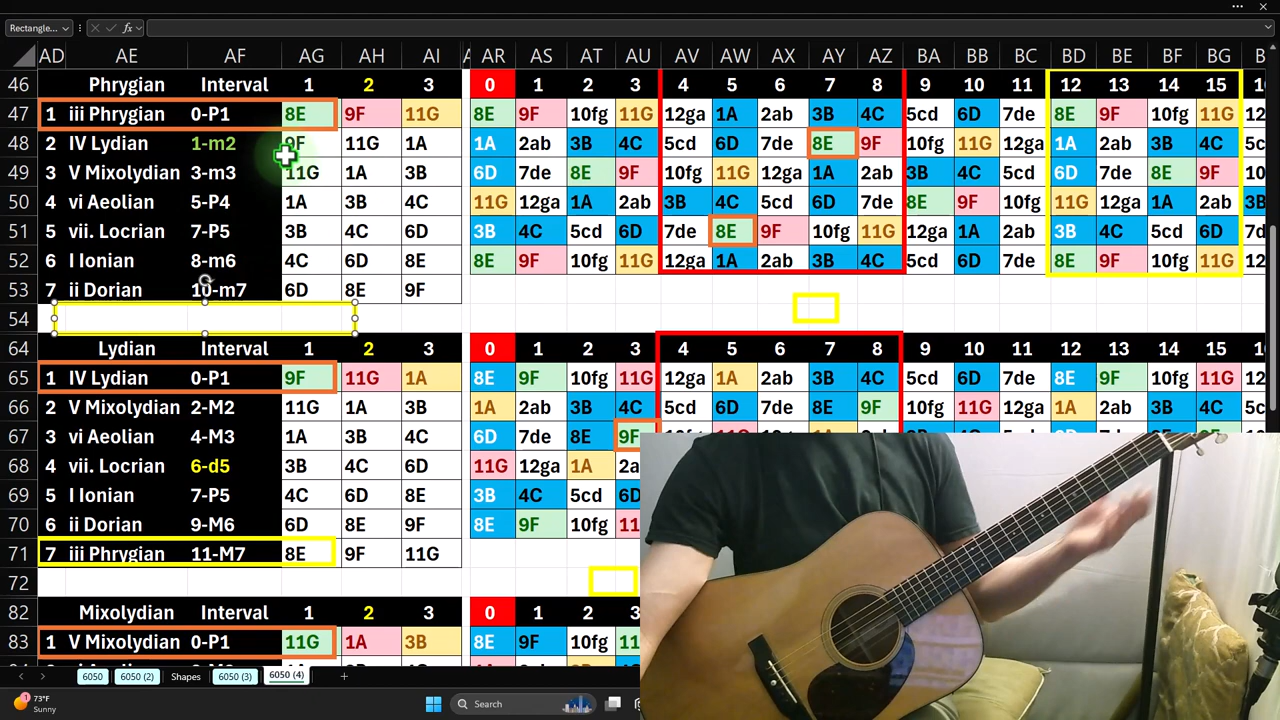 Rectangle... fx
AD AE AF AG AH AI AR AS AT AU AV AW AX AY AZ BA BB BC BD BE BF BG
46 Phrygian Interval 1 2 3 0 1 2 3 4 5 6 7 8 9 10 11 12 13 14 15
47 1 iii Phrygian 0-P1 8E 9F 11G 8E 9F 10fg 11G 12ga 1A 2ab 3B 4C 5cd 6D 7de 8E 9F 10fg 11G
48 2 IV Lydian 1-m2 9F 11G 1A 1A 2ab 3B 4C 5cd 6D 7de 8E 9F 10fg 11G 12ga 1A 2ab 3B 4C
49 3 V Mixolydian 3-m3 11G 1A 3B 6D 7de 8E 9F 10fg 11G 12ga 1A 2ab 3B 4C 5cd 6D 7de 8E 9F
50 4 vi Aeolian 5-P4 1A 3B 4C 11G 12ga 1A 2ab 3B 4C 5cd 6D 7de 8E 9F 10fg 11G 12ga 1A 2ab
51 5 vii. Locrian 7-P5 3B 4C 6D 3B 4C 5cd 6D 7de 8E 9F 10fg 11G 12ga 1A 2ab 3B 4C 5cd 6D
52 6 I Ionian 8-m6 4C 6D 8E 8E 9F 10fg 11G 12ga 1A 2ab 3B 4C 5cd 6D 7de 8E 9F 10fg 11G
53 7 ii Dorian 10-m7 6D 8E 9F
54
64 Lydian Interval 1 2 3 0 1 2 3 4 5 6 7 8 9 10 11 12 13 14 15
65 1 IV Lydian 0-P1 9F 11G 1A 8E 9F 10fg 11G 12ga 1A 2ab 3B 4C 5cd 6D 7de 8E 9F 10fg 11G
66 2 V Mixolydian 2-M2 11G 1A 3B 1A 2ab 3B 4C 5cd 6D 7de 8E 9F 10fg 11G 12ga 1A 2ab 3B 4C
67 3 vi Aeolian 4-M3 1A 3B 4C 6D 7de 8E 9F
68 4 vii. Locrian 6-d5 3B 4C 6D 11G 12ga 1A
69 5 I Ionian 7-P5 4C 6D 8E 3B 4C 5cd 6D
70 6 ii Dorian 9-M6 6D 8E 9F 8E 9F 10fg
71 7 iii Phrygian 11-M7 8E 9F 11G
72
82 Mixolydian Interval 1 2 3 0 1 2 3
83 1 V Mixolydian 0-P1 11G 1A 3B 8E 9F 10fg
6050 6050 (2) Shapes 6050 (3) 6050 (4)
1 73°F
Sunny
Search